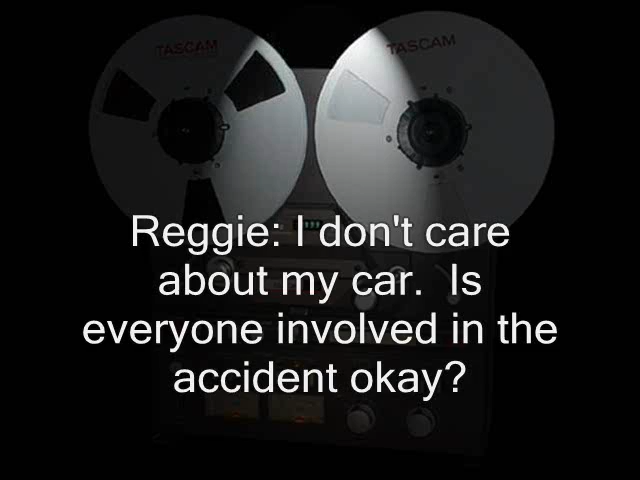 TASCAM
TASCAM
Reggie: I don't care
about my car.  Is
everyone involved in the
accident okay?